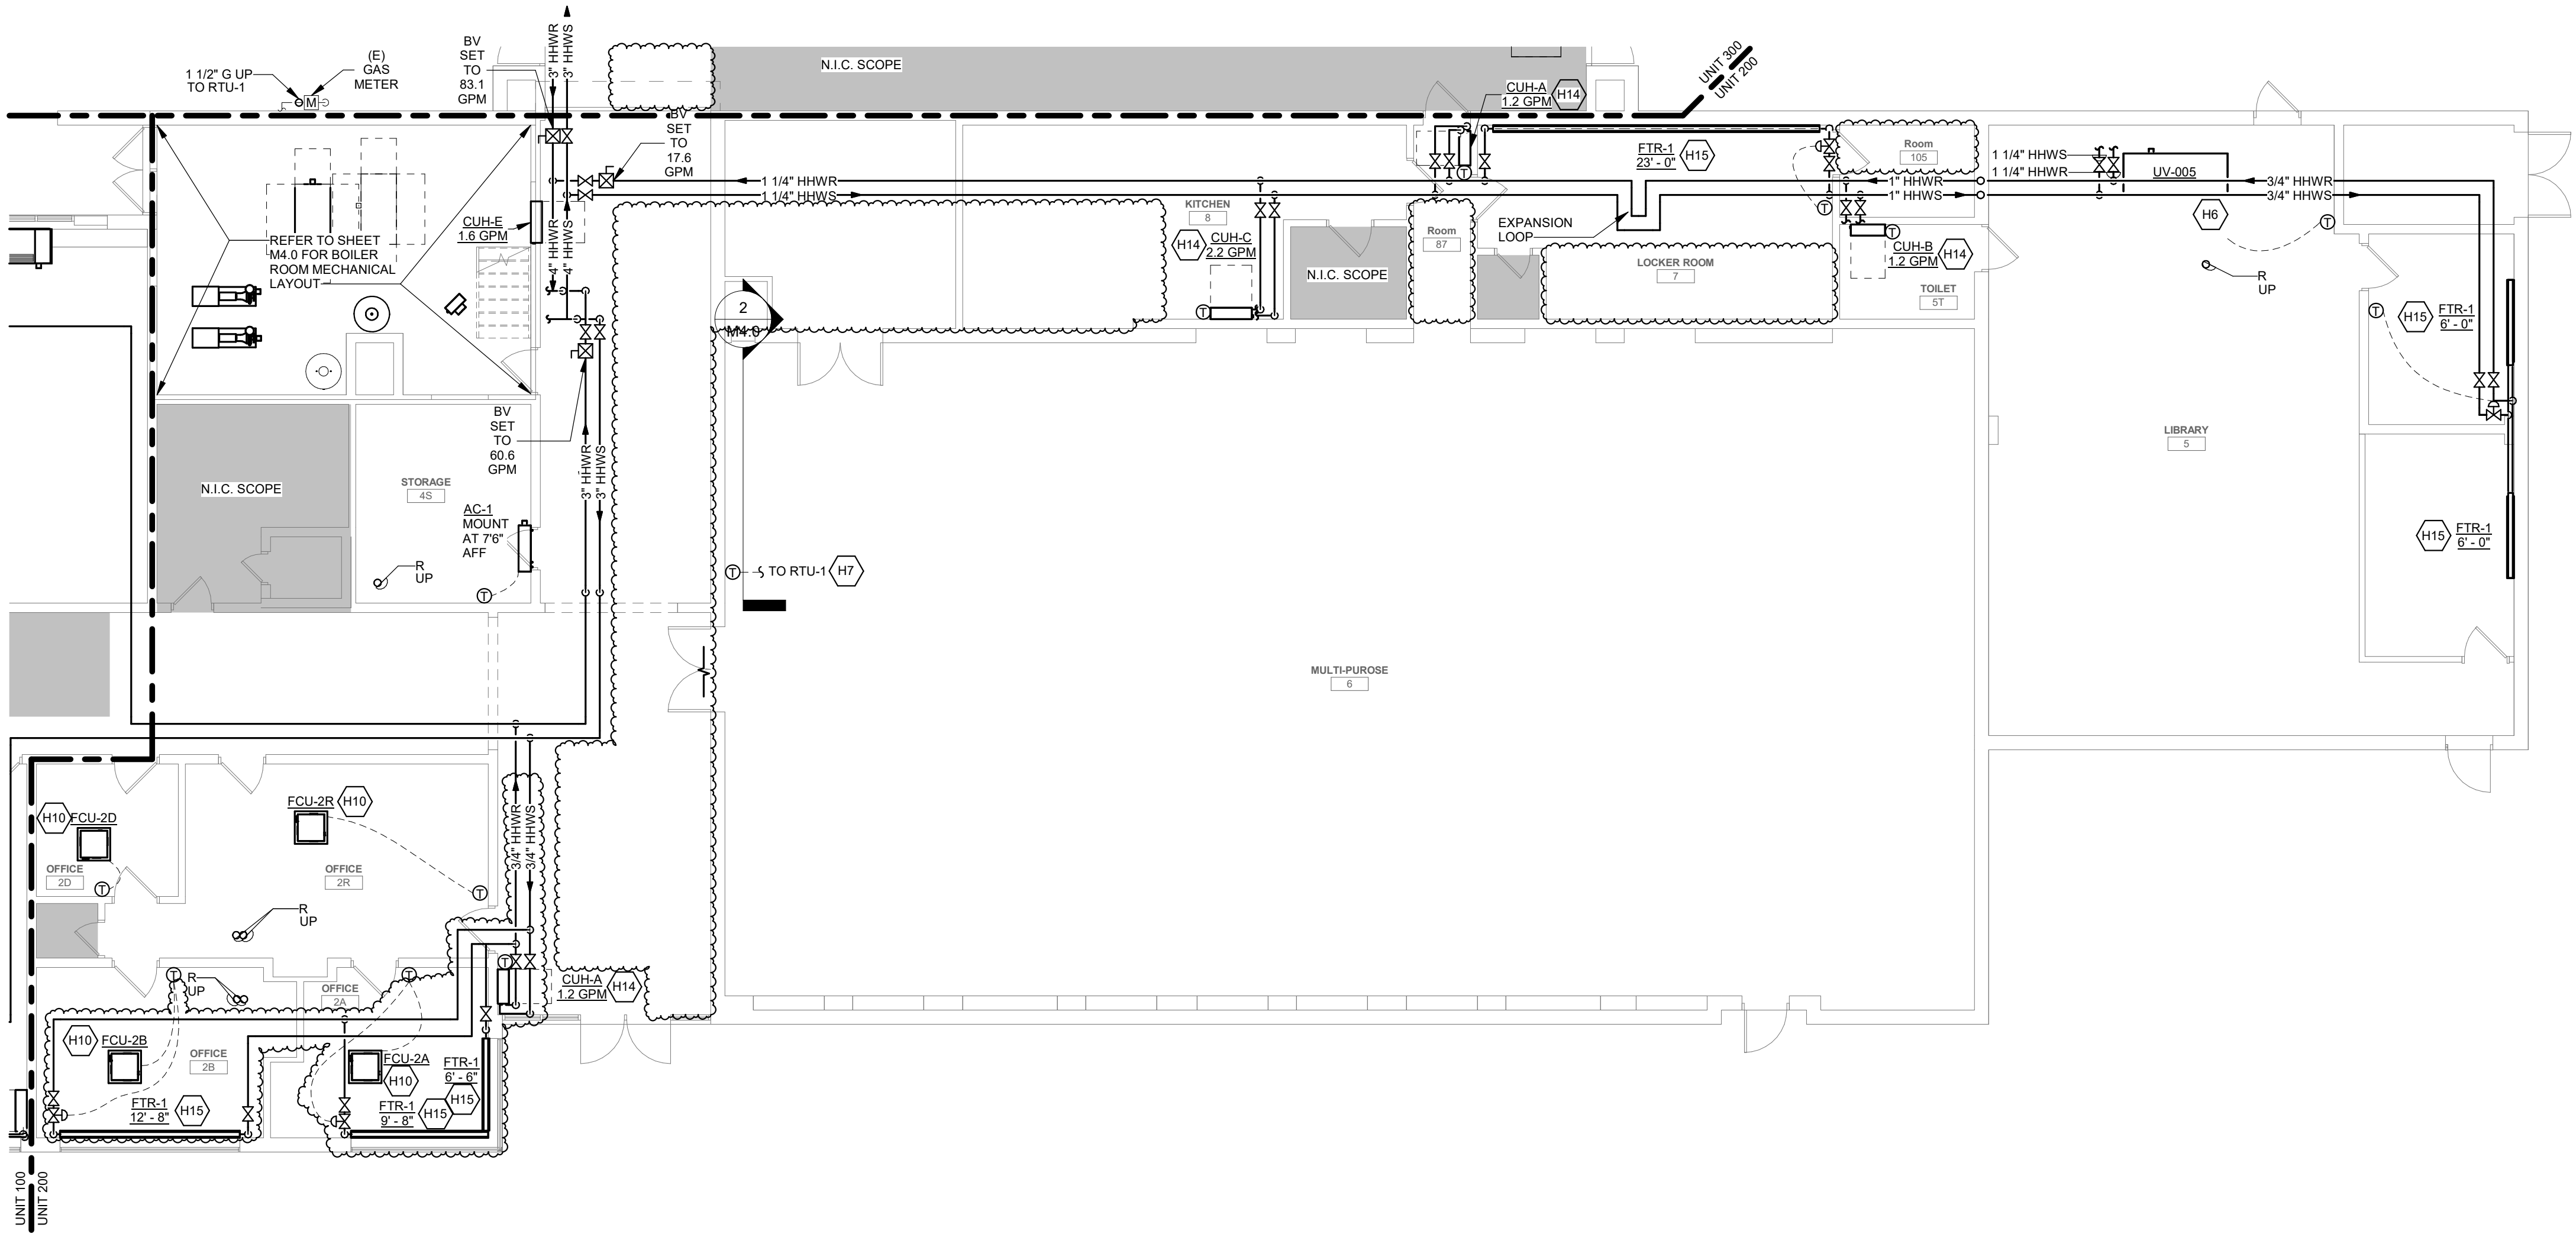 1 1/2" G UP
TO RTU-1
(E)
GAS
METER
M
BV
SET
TO
83.1
GPM
3" HHWR
3" HHWS
N.I.C. SCOPE
UNIT 300
UNIT 200
BV
SET
TO
17.6
GPM
CUH-A
1.2 GPM
H14
FTR-1
23' - 0"
H15
T
Room
105
1 1/4" HHWS
1 1/4" HHWR
UV-005
1 1/4" HHWR
1 1/4" HHWS
1" HHWR
1" HHWS
3/4" HHWR
3/4" HHWS
H6
T
T
CUH-E
1.6 GPM
4" HHWR
4" HHWS
REFER TO SHEET
M4.0 FOR BOILER
ROOM MECHANICAL
LAYOUT
KITCHEN
8
H14
CUH-C
2.2 GPM
T
N.I.C. SCOPE
Room
87
EXPANSION
LOOP
LOCKER ROOM
7
T
CUH-B
1.2 GPM
H14
TOILET
5T
R
UP
T
H15
FTR-1
6' - 0"
2
M4.0
BV
SET
TO
60.6
GPM
3" HHWR
3" HHWS
N.I.C. SCOPE
STORAGE
4S
AC-1
MOUNT
AT 7'6"
AFF
R
UP
T
T
TO RTU-1
H7
LIBRARY
5
H15
FTR-1
6' - 0"
MULTI-PUROSE
6
H10
FCU-2D
OFFICE
2D
T
FCU-2R
H10
OFFICE
2R
T
R
UP
3/4" HHWR
3/4" HHWS
T
CUH-A
1.2 GPM
H14
T
R
UP
OFFICE
2A
T
H10
FCU-2B
OFFICE
2B
FTR-1
12' - 8"
H15
FCU-2A
H10
FTR-1
6' - 6"
H15
FTR-1
9' - 8"
H15
UNIT 100
UNIT 200